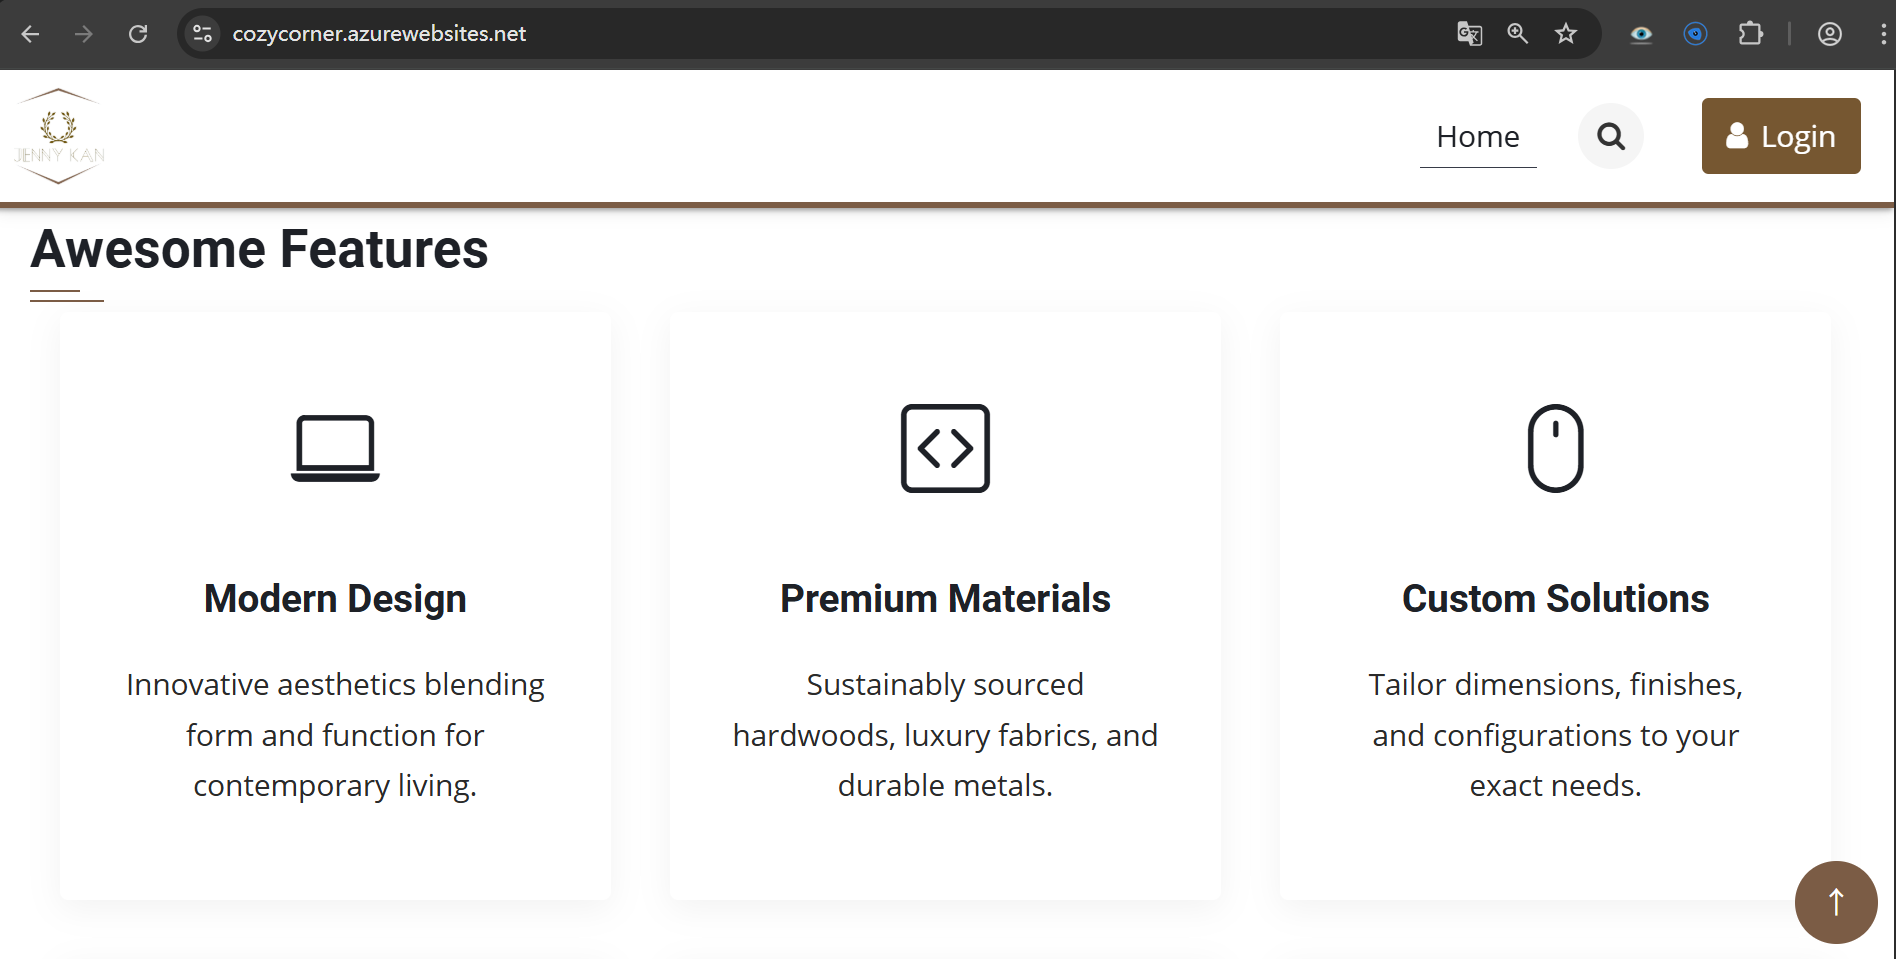 cozycorner.azurewebsites.net
JENNY KAN
Home
Login
Awesome Features
Modern Design
Innovative aesthetics blending
form and function for
contemporary living.
Premium Materials
Sustainably sourced
hardwoods, luxury fabrics, and
durable metals.
Custom Solutions
Tailor dimensions, finishes,
and configurations to your
exact needs.